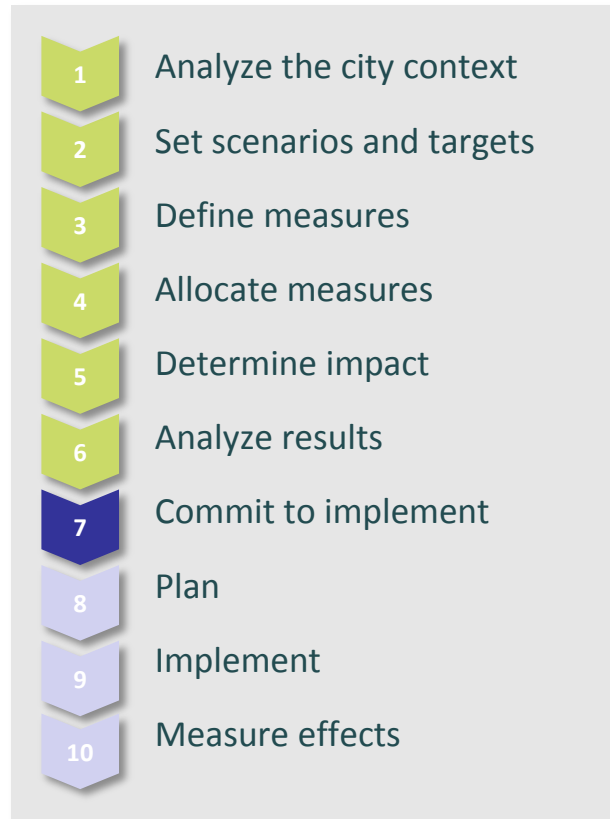 1 Analyze the city context
2 Set scenarios and targets
3 Define measures
4 Allocate measures
5 Determine impact
6 Analyze results
7 Commit to implement
8 Plan
9 Implement
10 Measure effects